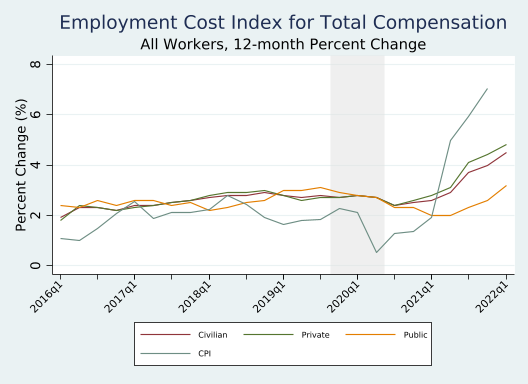 Employment Cost Index for Total Compensation
All Workers, 12-month Percent Change
Percent Change (%)
8
6
4
2
0
2016q1
2017q1
2018q1
2019q1
2020q1
2021q1
2022q1
Civilian
Private
Public
CPI